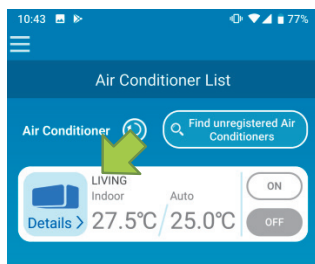 10:43 77%
Air Conditioner List
Air Conditioner
Find unregistered Air
Conditioners
LIVING
Indoor Auto ON
Details > 27.5℃ / 25.0℃ OFF